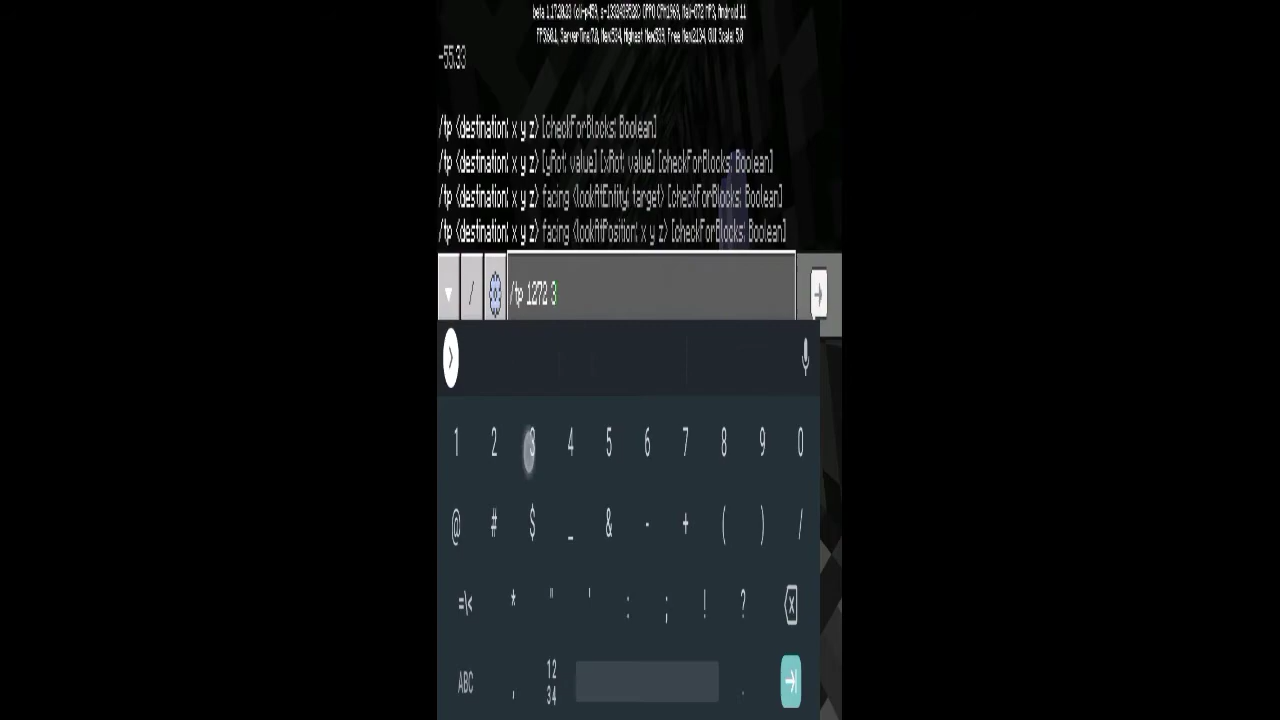 -55.33
/tp <destination: x y z> [checkForBlocks: Boolean]
/tp <destination: x y z> [yRot: value] [xRot: value] [checkForBlocks: Boolean]
/tp <destination: x y z> facing <lookAtEntity: target> [checkForBlocks: Boolean]
/tp <destination: x y z> facing <lookAtPosition: x y z> [checkForBlocks: Boolean]
/ /tp 1272 3
1 2 3 4 5 6 7 8 9 0
@ # $ _ & - + ( ) /
=\< * " ' : ; ! ?
ABC , 12 34 .